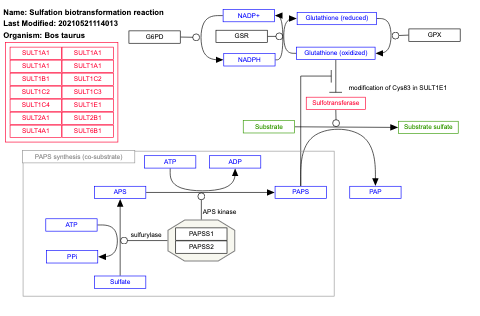 Name: Sulfation biotransformation reaction
Last Modified: 20210521114013
Organism: Bos taurus
NADP+
Glutathione (reduced)
G6PD
GSR
GPX
NADPH
Glutathione (oxidized)
SULT1A1 SULT1A1
SULT1A1 SULT1A1
SULT1B1 SULT1C2
SULT1C2 SULT1C3
SULT1C4 SULT1E1
SULT2A1 SULT2B1
SULT4A1 SULT6B1
modification of Cys83 in SULT1E1
Sulfotransferase
Substrate
Substrate sulfate
PAPS synthesis (co-substrate)
ATP
ADP
APS
PAPS
PAP
APS kinase
ATP
sulfurylase
PAPSS1
PAPSS2
PPi
Sulfate